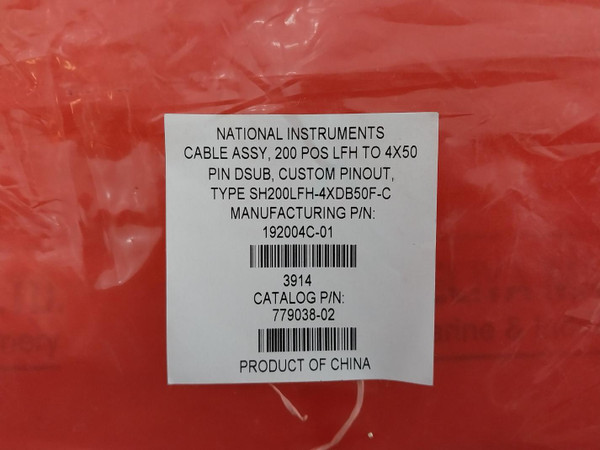 NATIONAL INSTRUMENTS
CABLE ASSY, 200 POS LFH TO 4X50
PIN DSUB, CUSTOM PINOUT,
TYPE SH200LFH-4XDB50F-C
MANUFACTURING P/N:
192004C-01
3914
CATALOG P/N:
779038-02
PRODUCT OF CHINA